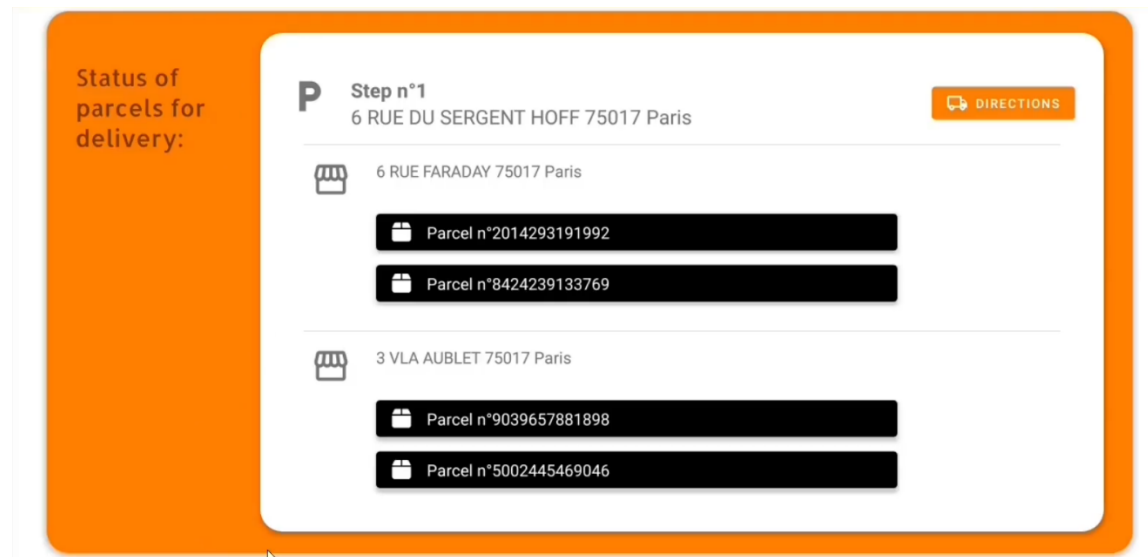 Status of
parcels for
delivery:
P
Step n°1
6 RUE DU SERGENT HOFF 75017 Paris
DIRECTIONS
6 RUE FARADAY 75017 Paris
Parcel n°2014293191992
Parcel n°8424239133769
3 VLA AUBLET 75017 Paris
Parcel n°9039657881898
Parcel n°5002445469046